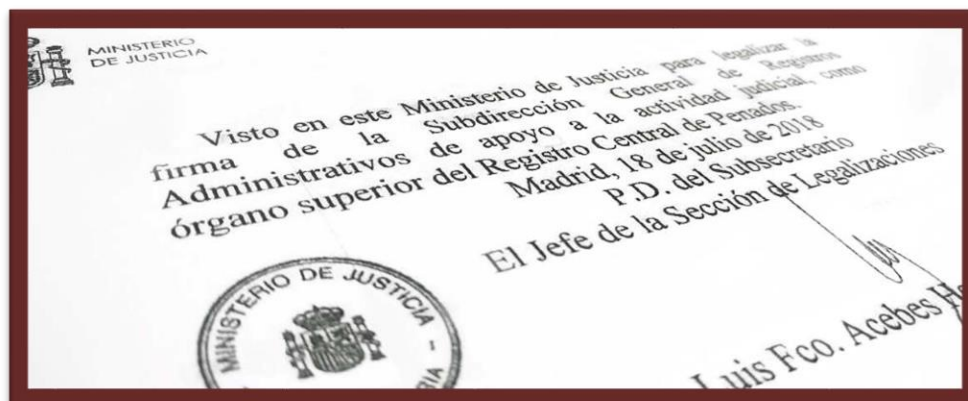 MINISTERIO
DE JUSTICIA
Visto en este Ministerio de Justicia para legalizar la
firma de la Subdirección General de Registros
Administrativos de apoyo a la actividad judicial, como
órgano superior del Registro Central de Penados.
Madrid, 18 de julio de 2018
P.D. del Subsecretario
El Jefe de la Sección de Legalizaciones
MINISTERIO DE JUSTICIA
Luis Fco. Acebes